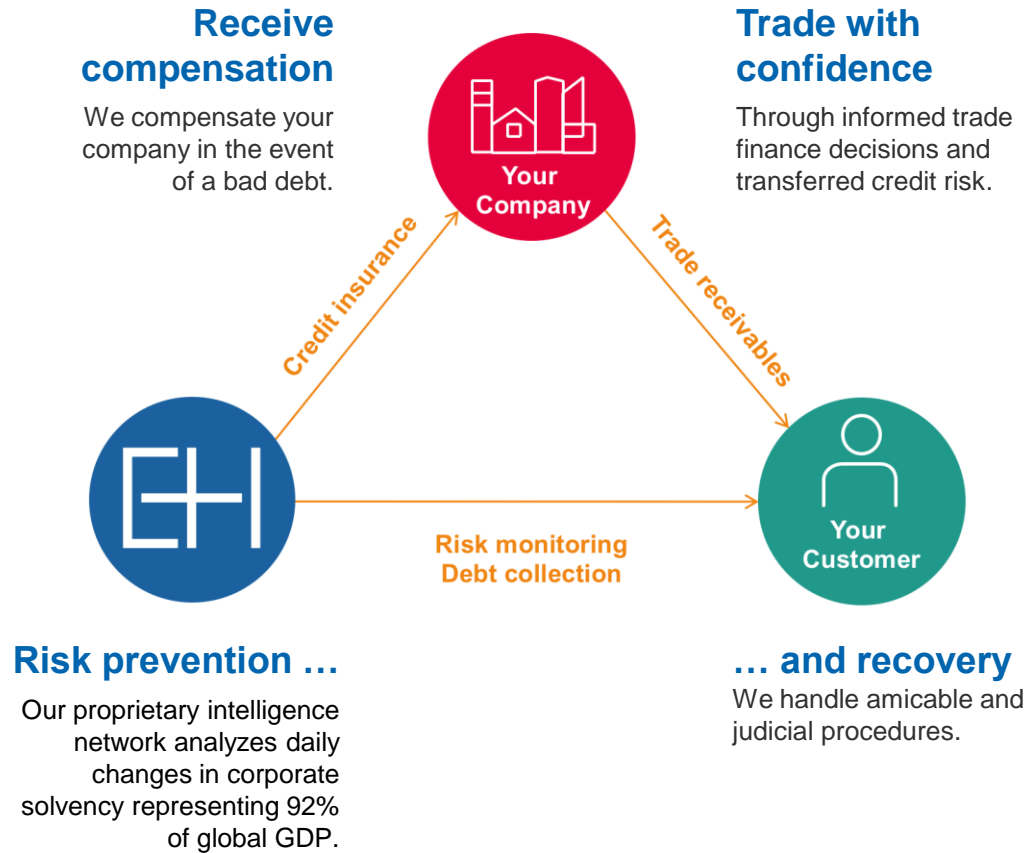 Receive
compensation
We compensate your
company in the event
of a bad debt.
Trade with
confidence
Through informed trade
finance decisions and
transferred credit risk.
Your
Company
Credit insurance
Trade receivables
EH
Risk monitoring
Debt collection
Your
Customer
Risk prevention …
Our proprietary intelligence
network analyzes daily
changes in corporate
solvency representing 92%
of global GDP.
… and recovery
We handle amicable and
judicial procedures.